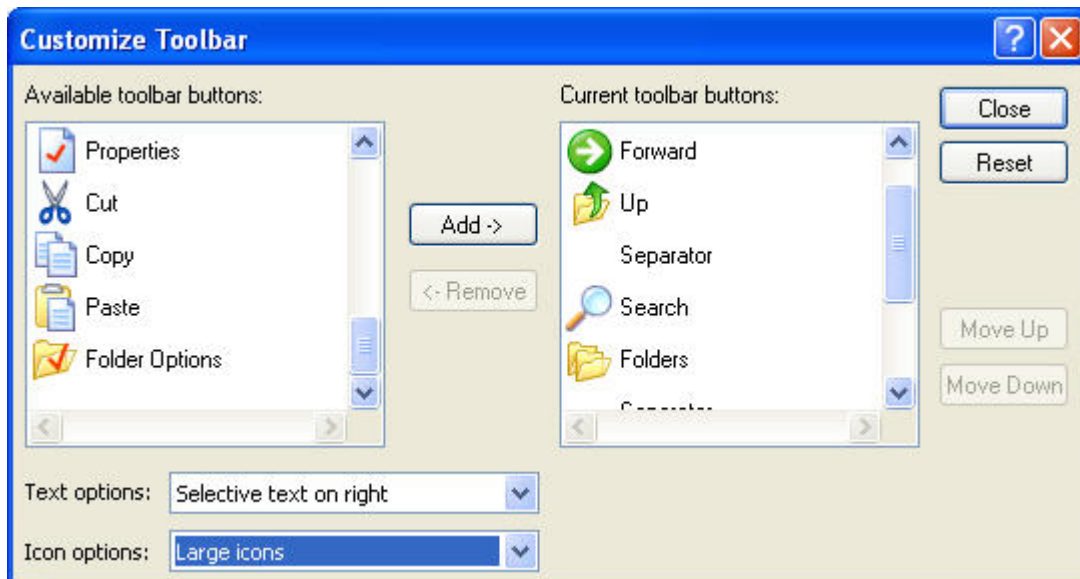 Customize Toolbar
Available toolbar buttons:
Properties
Cut
Copy
Paste
Folder Options
Add ->
<- Remove
Current toolbar buttons:
Forward
Up
Separator
Search
Folders
Separator
Close
Reset
Move Up
Move Down
Text options: Selective text on right
Icon options: Large icons